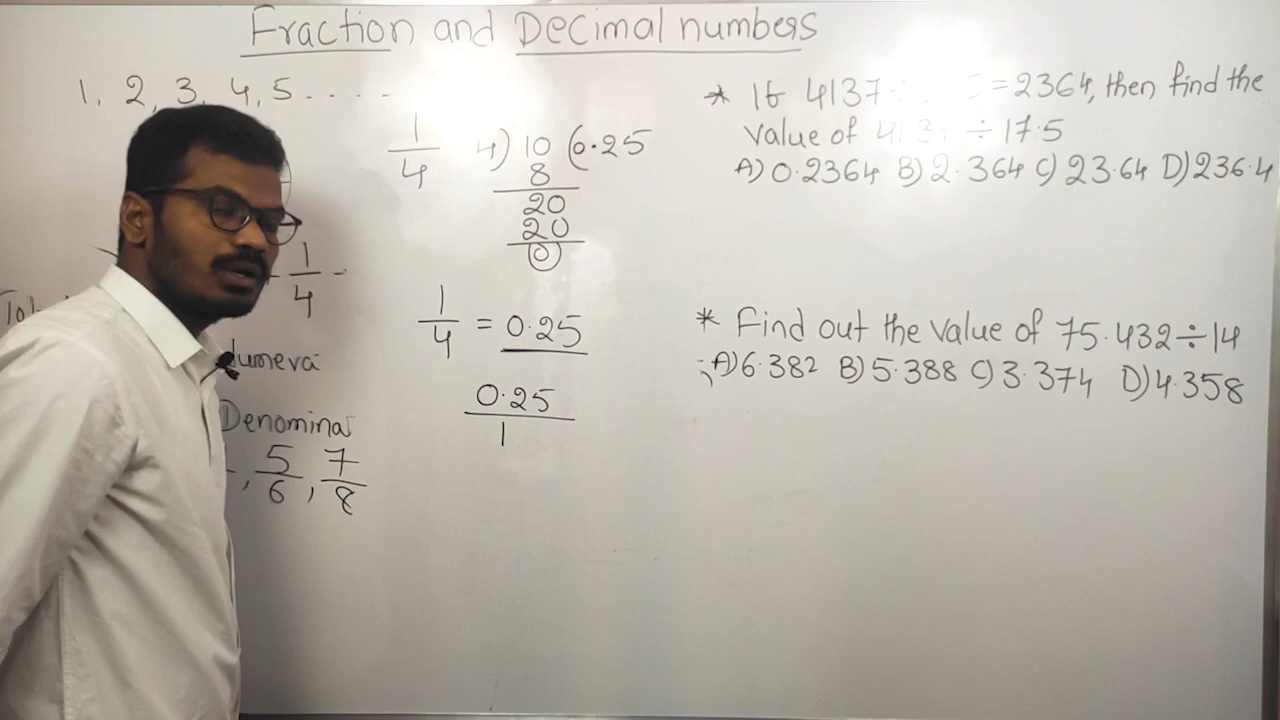 Fraction and Decimal numbers
1, 2, 3, 4, 5 . . . .
1/4
Denomina
5/6, 7/8
1/4 4) 10 (0.25
8
20
20
0
1/4 = 0.25
0.25/1
* If 4137 = 2364, then find the
value of ÷ 17.5
A) 0.2364 B) 2.364 C) 23.64 D) 236.4
* Find out the value of 75.432 ÷ 14
A) 6.382 B) 5.388 C) 3.374 D) 4.358